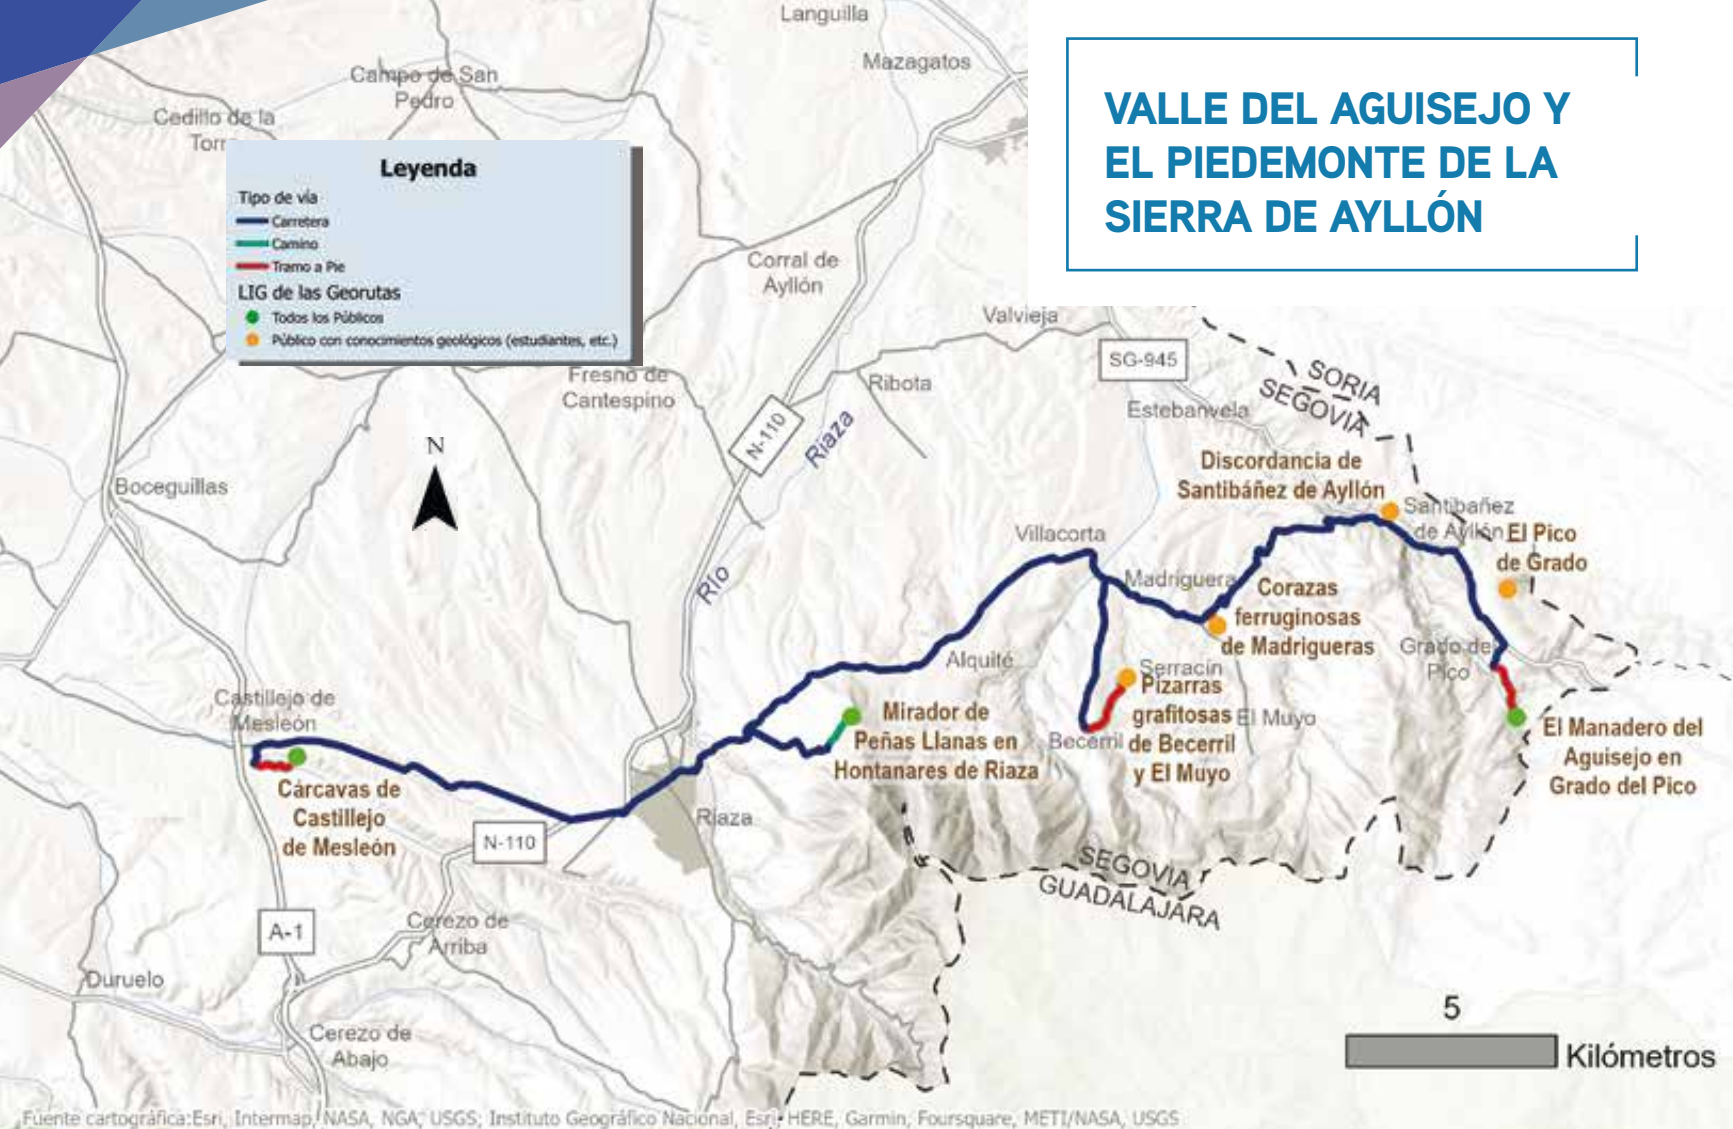 VALLE DEL AGUISEJO Y
EL PIEDEMONTE DE LA
SIERRA DE AYLLÓN
Languilla
Mazagatos
Campo de San
Pedro
Cedillo de la
Torre
Leyenda
Tipo de vía
Carretera
Camino
Tramo a Pie
LIG de las Georutas
Todos los Públicos
Público con conocimientos geológicos (estudiantes, etc.)
Corral de
Ayllón
Valvieja
SG-945
Fresno de
Cantespino
Ribota
Estebanvela
SORIA
SEGOVIA
N-110
Riaza
N
Boceguillas
Discordancia de
Santibáñez de Ayllón
Santibañez
de Ayllón
El Pico
de Grado
Villacorta
Madriguera
Río
Corazas
ferruginosas
de Madrigueras
Grado de
Pico
Alquité
Serracín
Pizarras
grafitosas
de Becerril
y El Muyo
El Muyo
Becerril
Castillejo de
Mesleón
Mirador de
Peñas Llanas en
Hontanares de Riaza
El Manadero del
Aguisejo en
Grado del Pico
Cárcavas de
Castillejo
de Mesleón
Riaza
N-110
SEGOVIA
GUADALAJARA
A-1
Cerezo de
Arriba
Duruelo
Cerezo de
Abajo
5
Kilómetros
Fuente cartográfica:Esri, Intermap, NASA, NGA, USGS; Instituto Geográfico Nacional, Esri, HERE, Garmin, Foursquare, METI/NASA, USGS